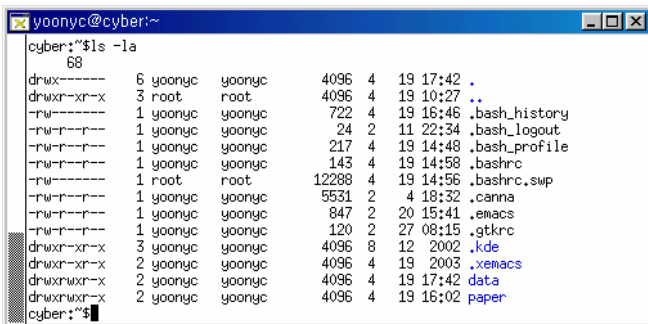 yoonyc@cyber:~
cyber:~$ls -la
68
drwx------ 6 yoonyc yoonyc 4096 4 19 17:42 .
drwxr-xr-x 3 root root 4096 4 19 10:27 ..
-rw------- 1 yoonyc yoonyc 722 4 19 16:46 .bash_history
-rw-r--r-- 1 yoonyc yoonyc 24 2 11 22:34 .bash_logout
-rw-r--r-- 1 yoonyc yoonyc 217 4 19 14:48 .bash_profile
-rw-r--r-- 1 yoonyc yoonyc 143 4 19 14:58 .bashrc
-rw------- 1 root root 12288 4 19 14:56 .bashrc.swp
-rw-r--r-- 1 yoonyc yoonyc 5531 2 4 18:32 .canna
-rw-r--r-- 1 yoonyc yoonyc 847 2 20 15:41 .emacs
-rw-r--r-- 1 yoonyc yoonyc 120 2 27 08:15 .gtkrc
drwxr-xr-x 3 yoonyc yoonyc 4096 8 12 2002 .kde
drwxr-xr-x 2 yoonyc yoonyc 4096 4 19 2003 .xemacs
drwxrwxr-x 2 yoonyc yoonyc 4096 4 19 17:42 data
drwxrwxr-x 2 yoonyc yoonyc 4096 4 19 16:02 paper
cyber:~$